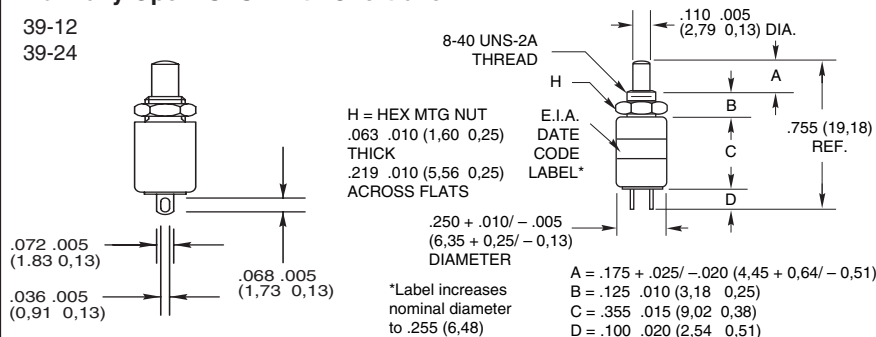 39-12
39-24
.072 .005
(1.83 0,13)
.036 .005
(0,91 0,13)
.068 .005
(1,73 0,13)
H = HEX MTG NUT
.063 .010 (1,60 0,25)
THICK
.219 .010 (5,56 0,25)
ACROSS FLATS
8-40 UNS-2A
THREAD
H
E.I.A.
DATE
CODE
LABEL*
.110 .005
(2,79 0,13) DIA.
A
B
C
D
.755 (19,18)
REF.
.250 + .010/ – .005
(6,35 + 0,25/ – 0,13)
DIAMETER
*Label increases
nominal diameter
to .255 (6,48)
A = .175 + .025/ –.020 (4,45 + 0,64/ – 0,51)
B = .125 .010 (3,18 0,25)
C = .355 .015 (9,02 0,38)
D = .100 .020 (2,54 0,51)